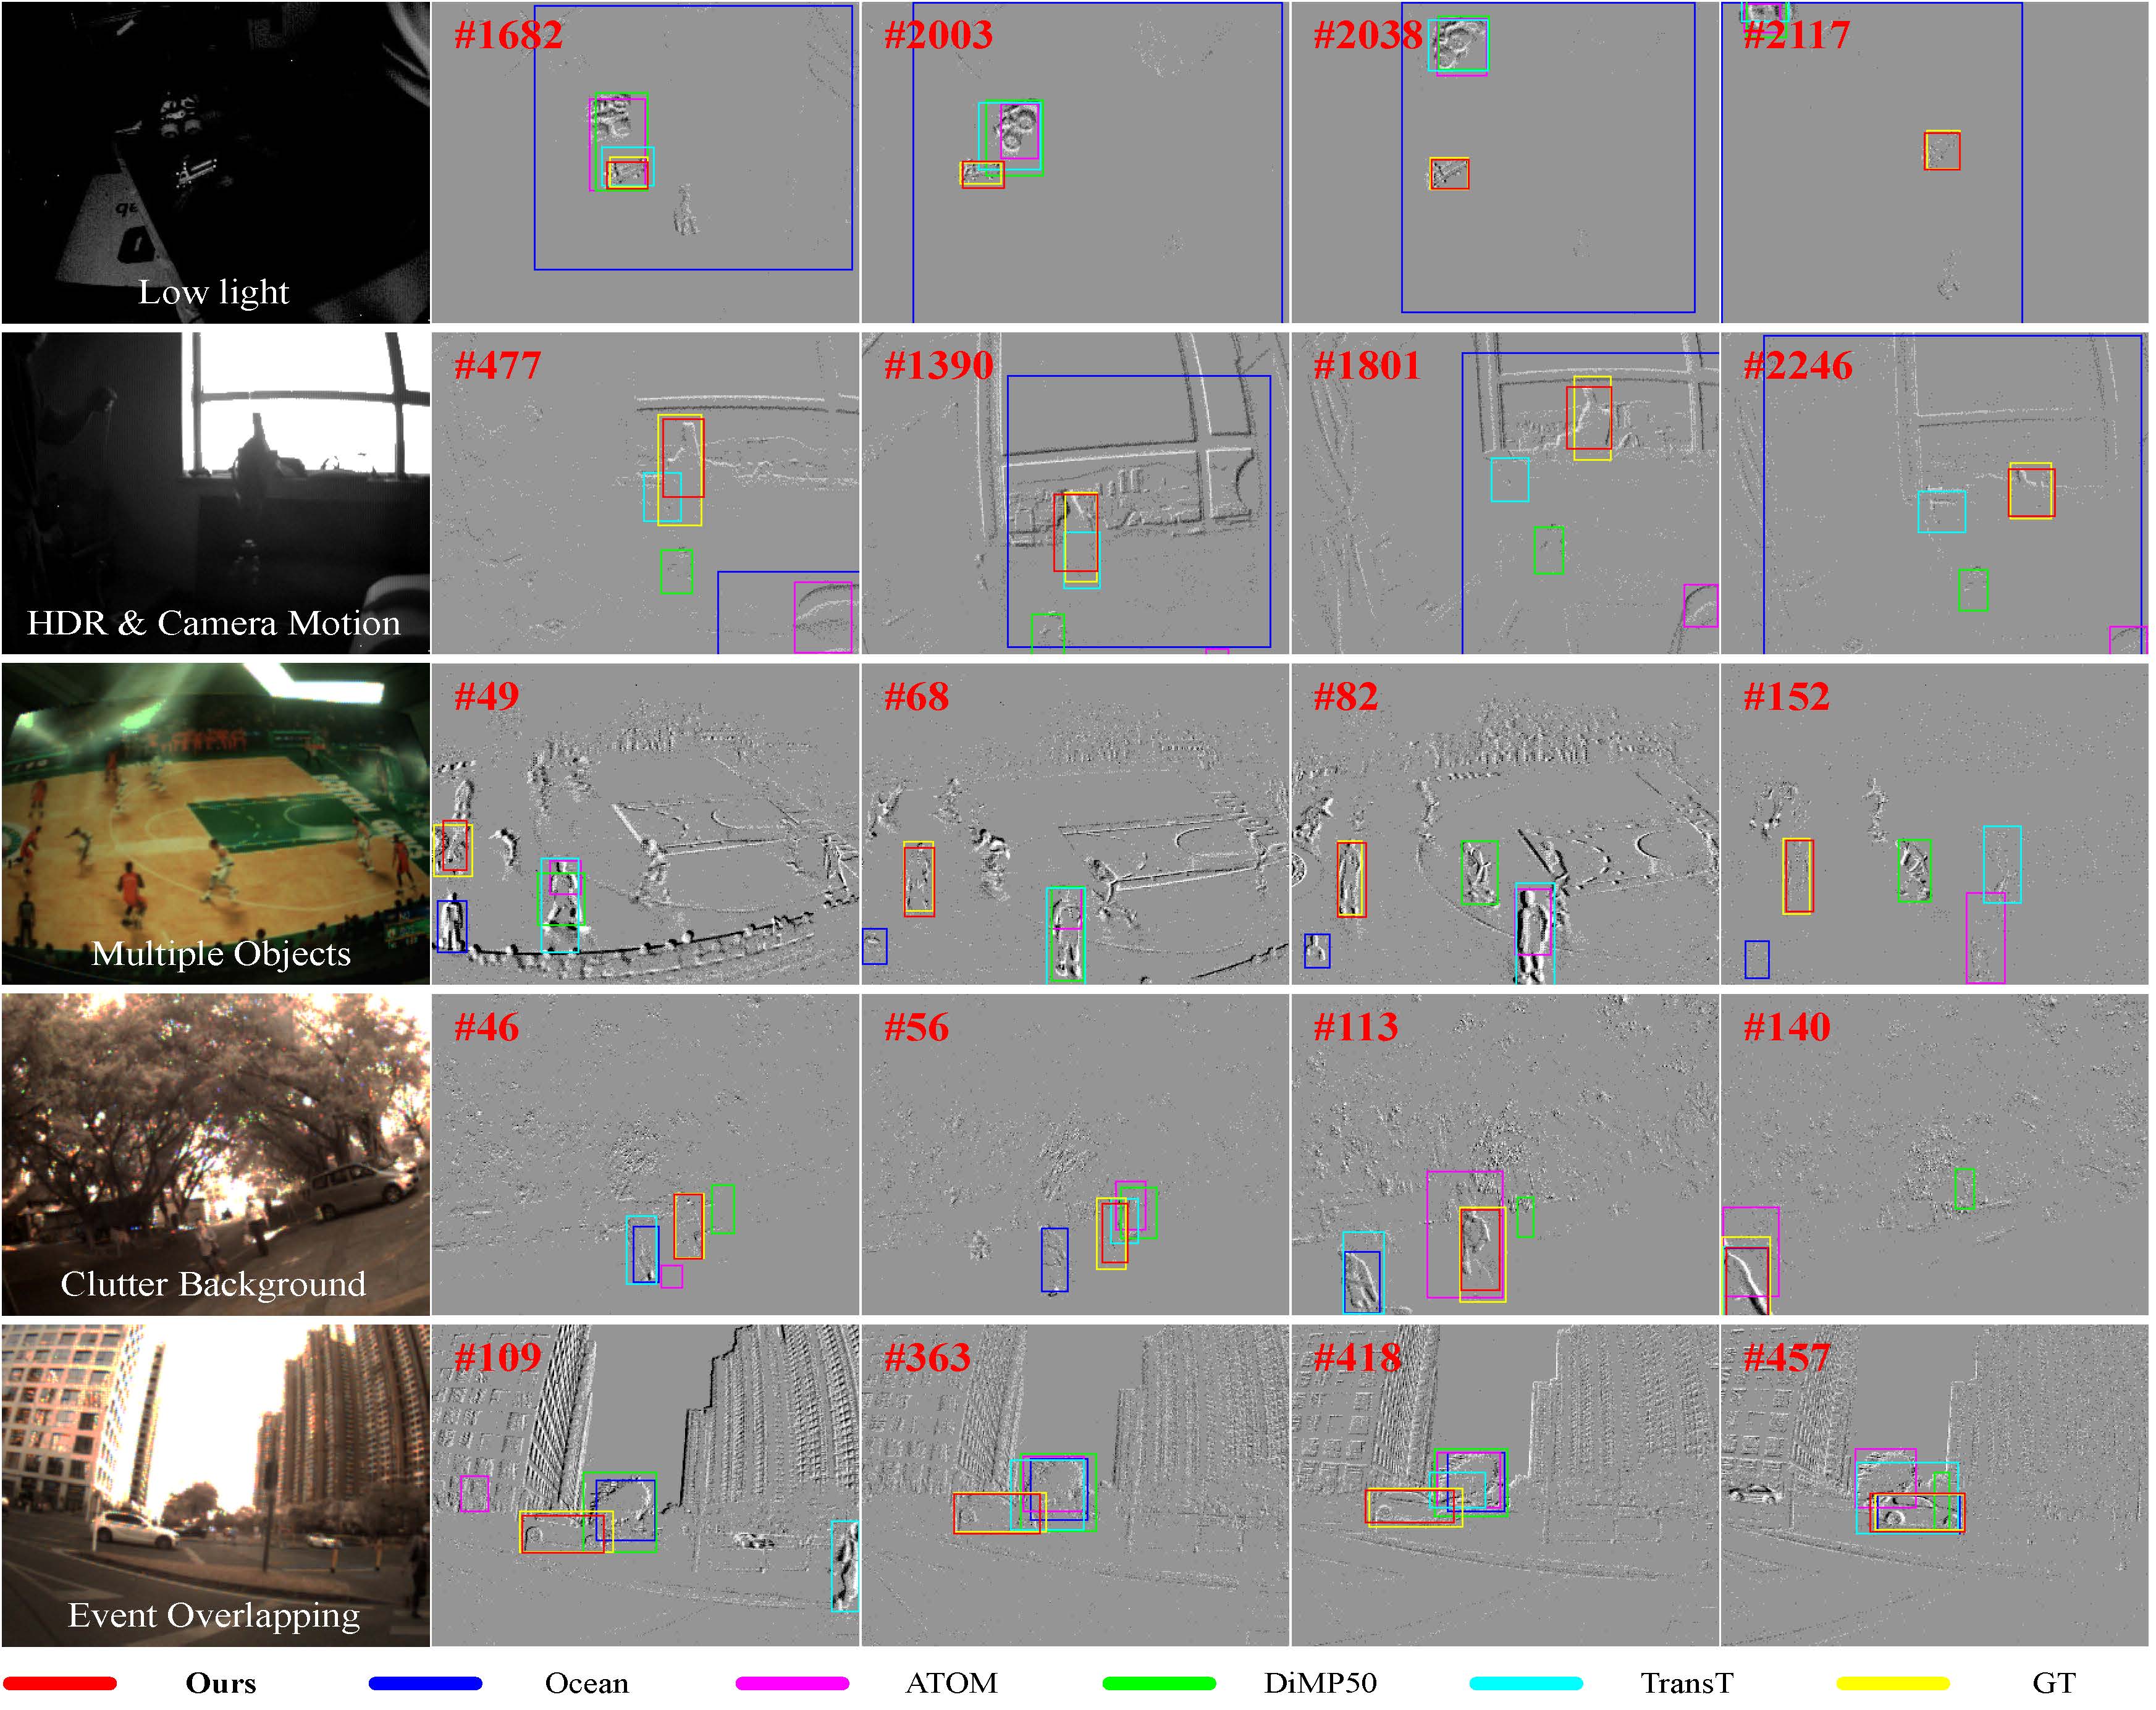 #1682 #2003 #2038 #2117
Low light
#477 #1390 #1801 #2246
HDR & Camera Motion
#49 #68 #82 #152
Multiple Objects
#46 #56 #113 #140
Clutter Background
#109 #363 #418 #457
Event Overlapping
Ours Ocean ATOM DiMP50 TransT GT